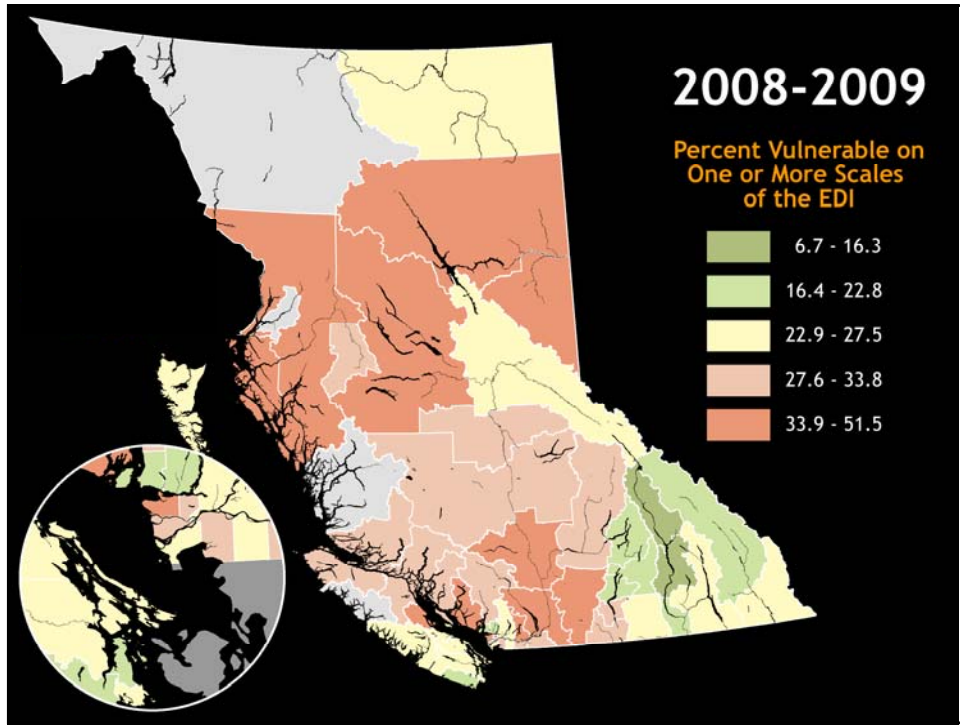 2008-2009
Percent Vulnerable on
One or More Scales
of the EDI
6.7 - 16.3
16.4 - 22.8
22.9 - 27.5
27.6 - 33.8
33.9 - 51.5